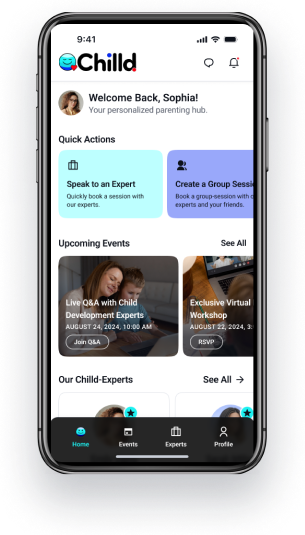 9:41
Chilld
Welcome Back, Sophia!
Your personalized parenting hub.
Quick Actions
Speak to an Expert
Quickly book a session with
our experts.
Create a Group Sessi
Book a group-session with
experts and your friends.
Upcoming Events
See All
Live Q&A with Child
Development Experts
AUGUST 24, 2024, 10:00 AM
Join Q&A
Exclusive Virtual
Workshop
AUGUST 22, 2024, 3:
RSVP
Our Chilld-Experts
See All →
Home
Events
Experts
Profile